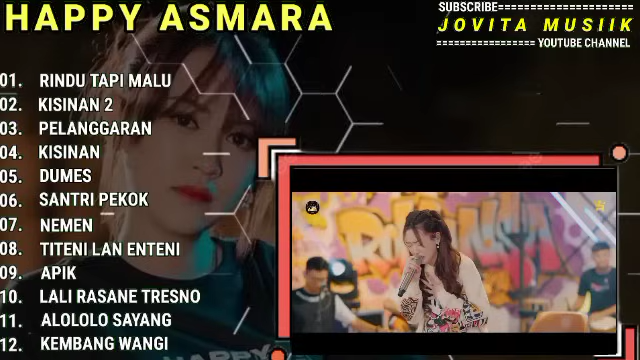 HAPPY ASMARA
SUBSCRIBE
JOVITA MUSIIK
YOUTUBE CHANNEL
01. RINDU TAPI MALU
02. KISINAN 2
03. PELANGGARAN
04. KISINAN
05. DUMES
06. SANTRI PEKOK
07. NEMEN
08. TITENI LAN ENTENI
09. APIK
10. LALI RASANE TRESNO
11. ALOLOLO SAYANG
12. KEMBANG WANGI
HAPPY